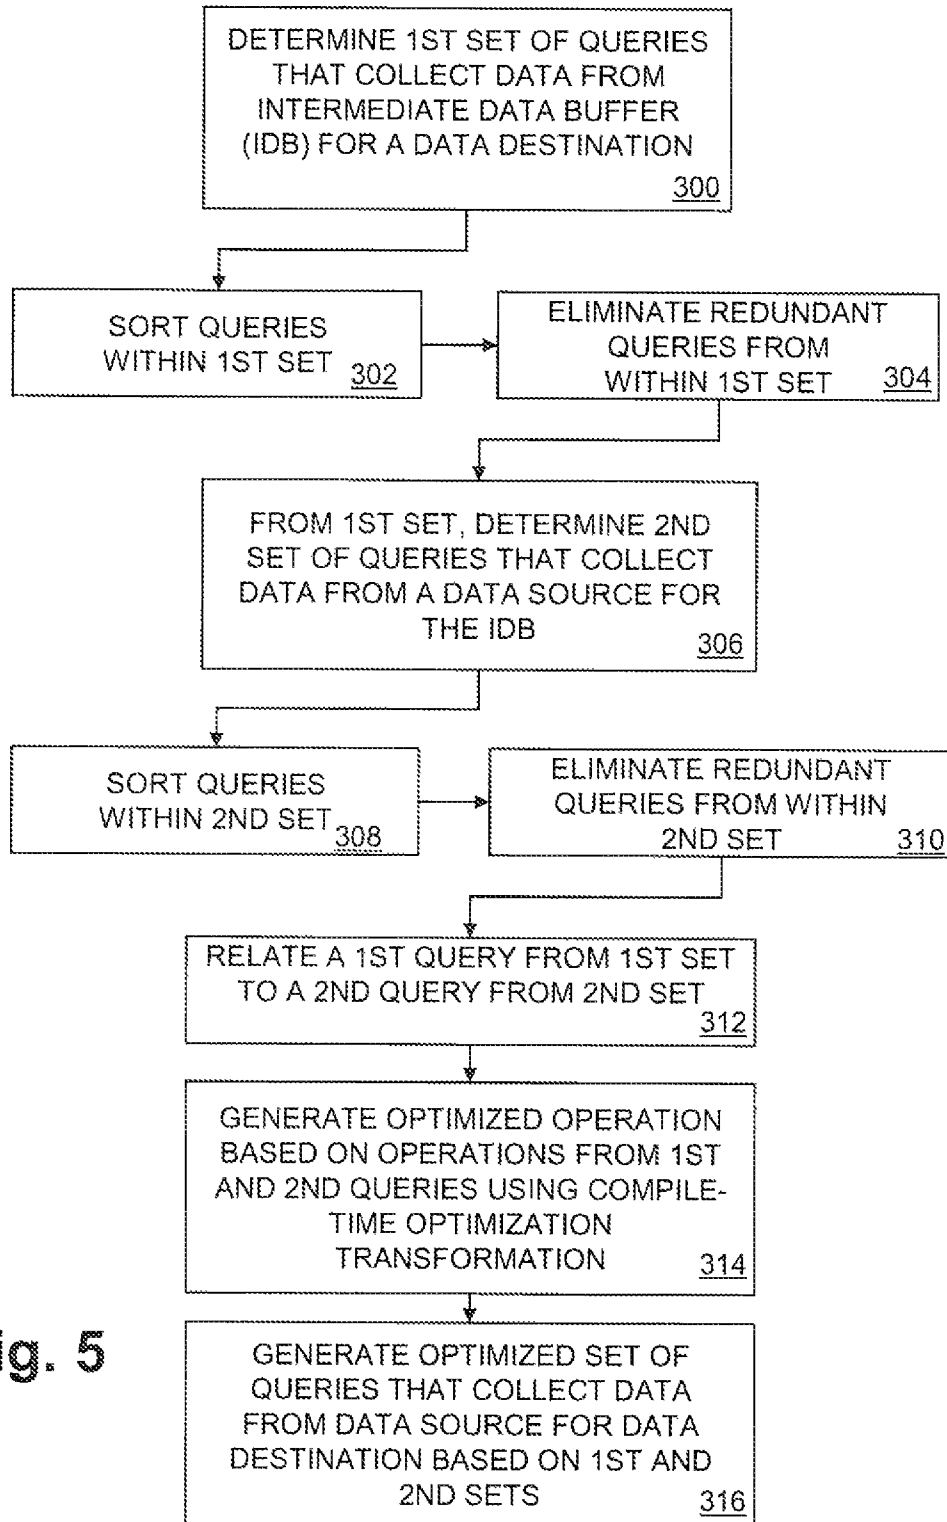 DETERMINE 1ST SET OF QUERIES
THAT COLLECT DATA FROM
INTERMEDIATE DATA BUFFER
(IDB) FOR A DATA DESTINATION
300
SORT QUERIES
WITHIN 1ST SET
302
ELIMINATE REDUNDANT
QUERIES FROM
WITHIN 1ST SET
304
FROM 1ST SET, DETERMINE 2ND
SET OF QUERIES THAT COLLECT
DATA FROM A DATA SOURCE FOR
THE IDB
306
SORT QUERIES
WITHIN 2ND SET
308
ELIMINATE REDUNDANT
QUERIES FROM WITHIN
2ND SET
310
RELATE A 1ST QUERY FROM 1ST SET
TO A 2ND QUERY FROM 2ND SET
312
GENERATE OPTIMIZED OPERATION
BASED ON OPERATIONS FROM 1ST
AND 2ND QUERIES USING COMPILE-
TIME OPTIMIZATION
TRANSFORMATION
314
ig. 5
GENERATE OPTIMIZED SET OF
QUERIES THAT COLLECT DATA
FROM DATA SOURCE FOR DATA
DESTINATION BASED ON 1ST AND
2ND SETS
316